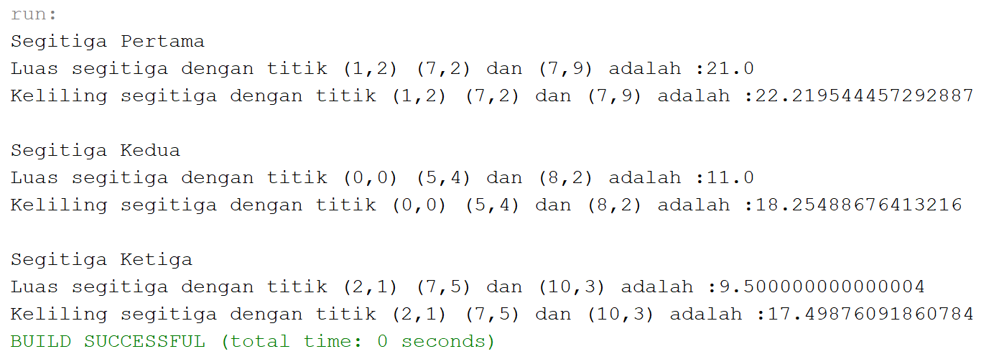 run:
Segitiga Pertama
Luas segitiga dengan titik (1,2) (7,2) dan (7,9) adalah :21.0
Keliling segitiga dengan titik (1,2) (7,2) dan (7,9) adalah :22.219544457292887
Segitiga Kedua
Luas segitiga dengan titik (0,0) (5,4) dan (8,2) adalah :11.0
Keliling segitiga dengan titik (0,0) (5,4) dan (8,2) adalah :18.25488676413216
Segitiga Ketiga
Luas segitiga dengan titik (2,1) (7,5) dan (10,3) adalah :9.500000000000004
Keliling segitiga dengan titik (2,1) (7,5) dan (10,3) adalah :17.49876091860784
BUILD SUCCESSFUL (total time: 0 seconds)